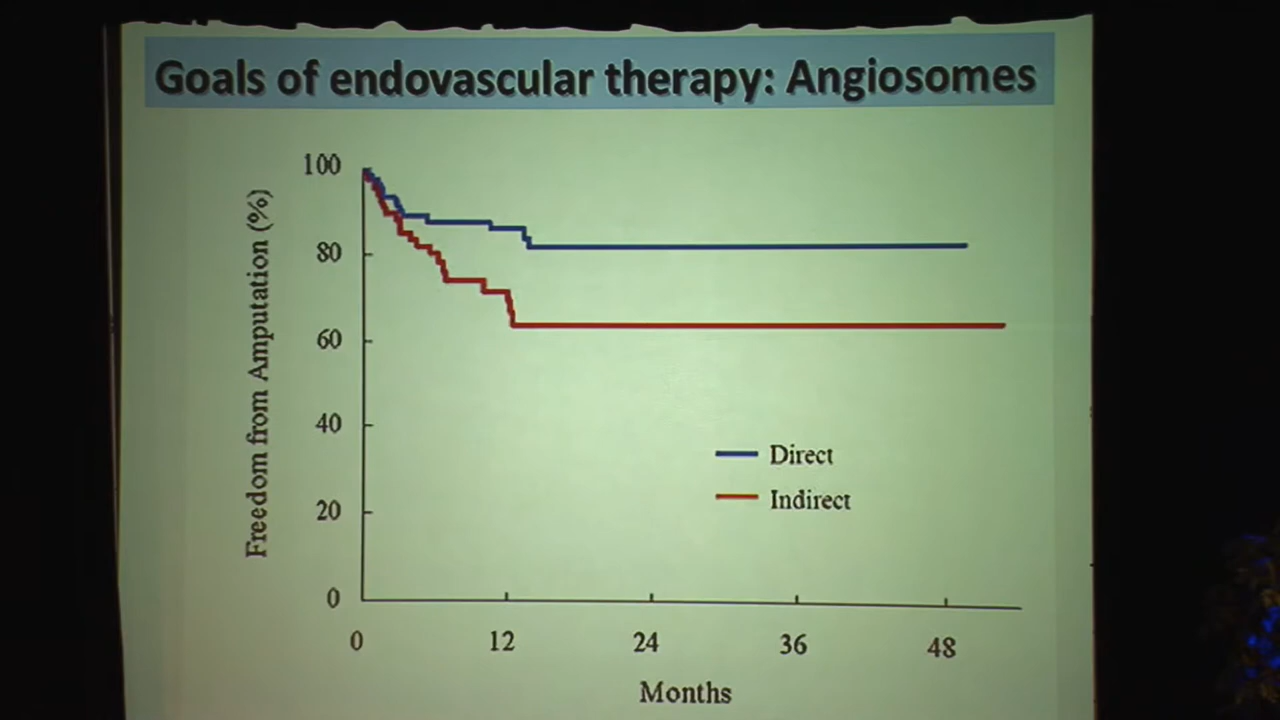 Goals of endovascular therapy: Angiosomes
100
80
60
40
20
0
Freedom from Amputation (%)
Direct
Indirect
0 12 24 36 48
Months